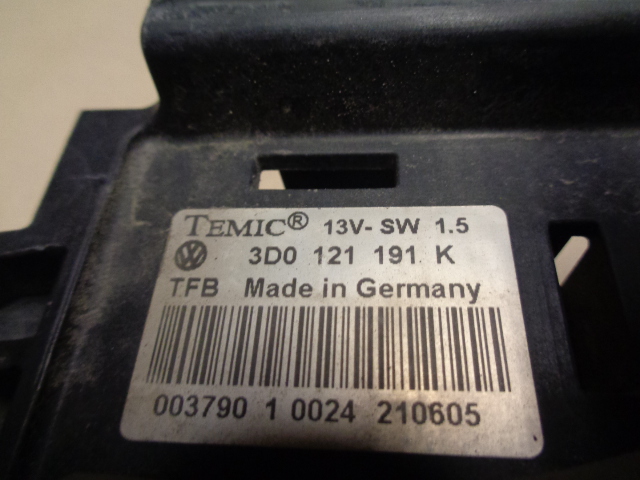 TEMIC® 13V- SW 1.5
3D0 121 191 K
TFB Made in Germany
003790 1 0024 210605